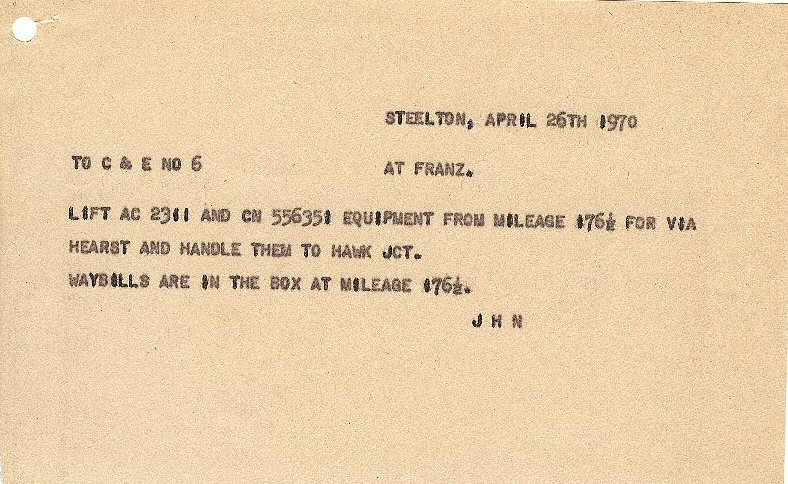 STEELTON, APRIL 26TH 1970
TO C & E NO 6 AT FRANZ.
LIFT AC 2311 AND CN 556351 EQUIPMENT FROM MILEAGE 176½ FOR VIA
HEARST AND HANDLE THEM TO HAWK JCT.
WAYBILLS ARE IN THE BOX AT MILEAGE 176½.
J H N